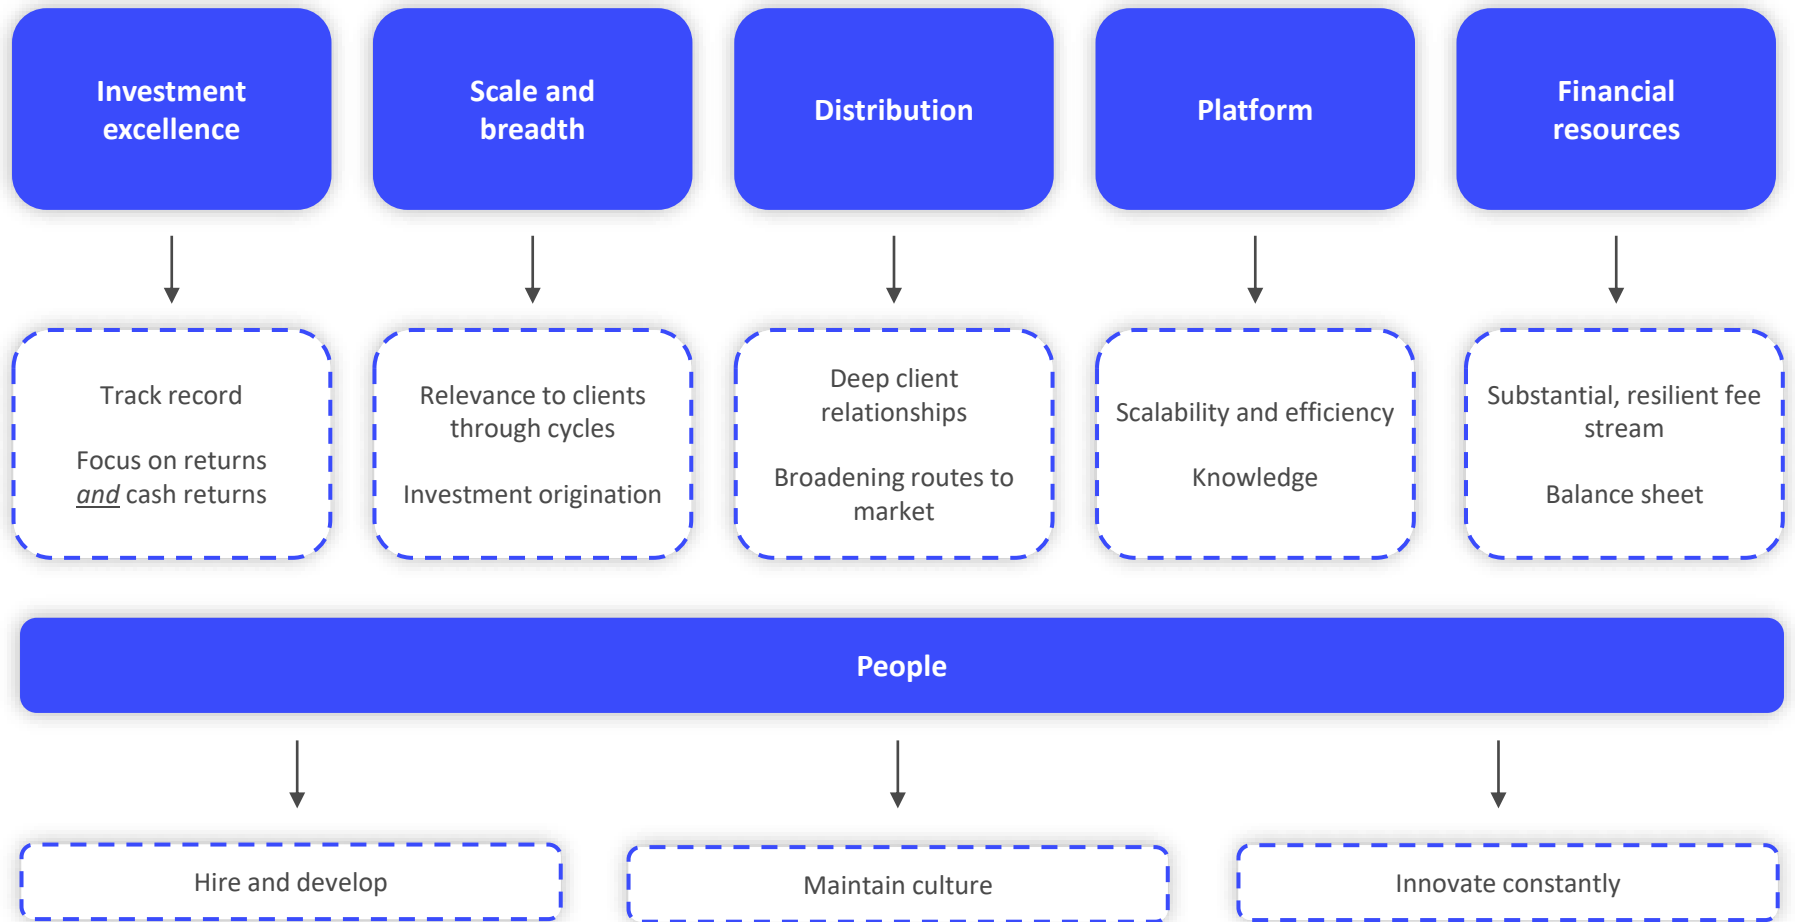 Investment
excellence
Scale and
breadth
Distribution
Platform
Financial
resources
Track record
Focus on returns
and cash returns
Relevance to clients
through cycles
Investment origination
Deep client
relationships
Broadening routes to
market
Scalability and efficiency
Knowledge
Substantial, resilient fee
stream
Balance sheet
People
Hire and develop
Maintain culture
Innovate constantly